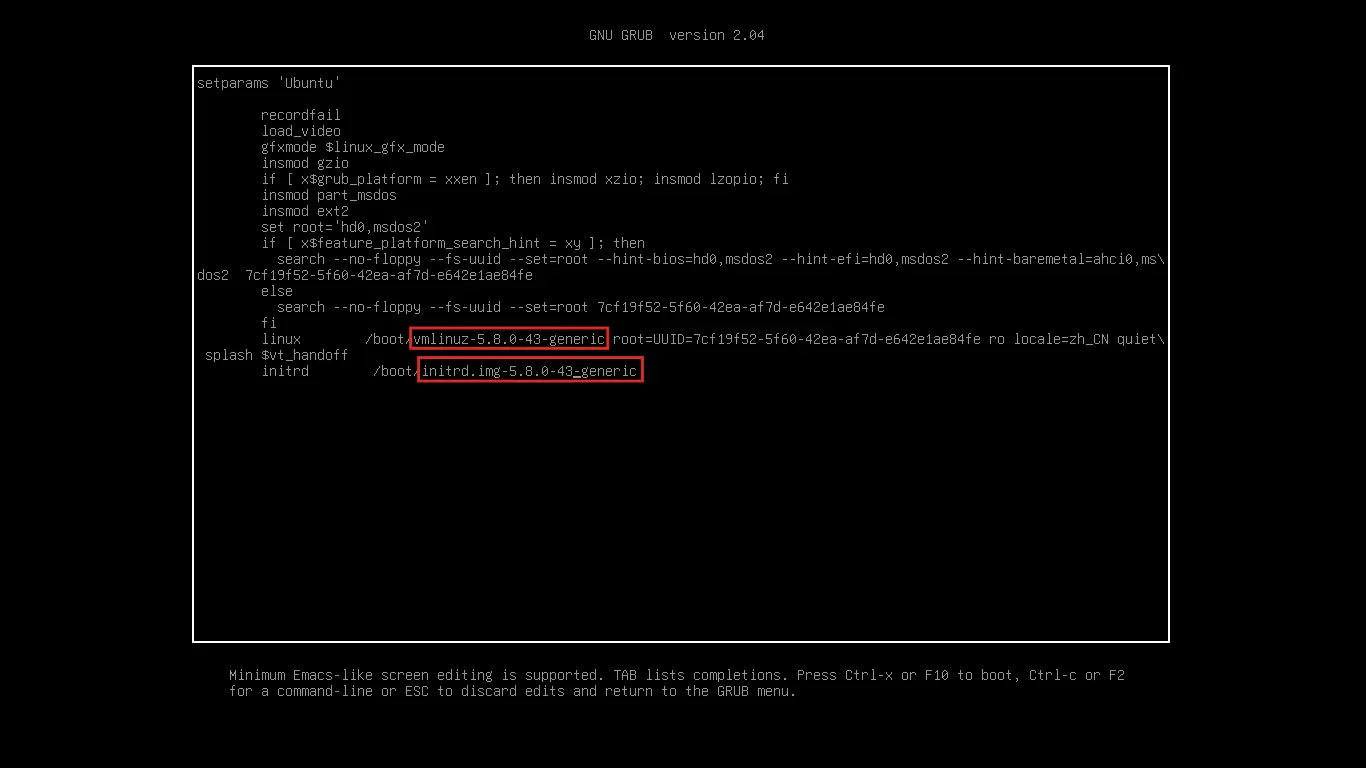 GNU GRUB  version 2.04
setparams 'Ubuntu'
recordfail
load_video
gfxmode $linux_gfx_mode
insmod gzio
if [ x$grub_platform = xxen ]; then insmod xzio; insmod lzopio; fi
insmod part_msdos
insmod ext2
set root='hd0,msdos2'
if [ x$feature_platform_search_hint = xy ]; then
search --no-floppy --fs-uuid --set=root --hint-bios=hd0,msdos2 --hint-efi=hd0,msdos2 --hint-baremetal=ahci0,ms\
dos2  7cf19f52-5f60-42ea-af7d-e642e1ae84fe
else
search --no-floppy --fs-uuid --set=root 7cf19f52-5f60-42ea-af7d-e642e1ae84fe
fi
linux        /boot/vmlinuz-5.8.0-43-generic root=UUID=7cf19f52-5f60-42ea-af7d-e642e1ae84fe ro locale=zh_CN quiet\
splash $vt_handoff
initrd        /boot/initrd.img-5.8.0-43-generic
Minimum Emacs-like screen editing is supported. TAB lists completions. Press Ctrl-x or F10 to boot, Ctrl-c or F2
for a command-line or ESC to discard edits and return to the GRUB menu.